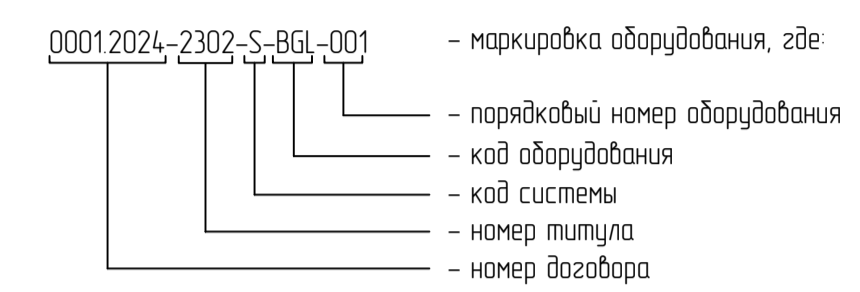 0001.2024-2302-S-BGL-001 – маркировка оборудования, где:
– порядковый номер оборудования
– код оборудования
– код системы
– номер титула
– номер договора